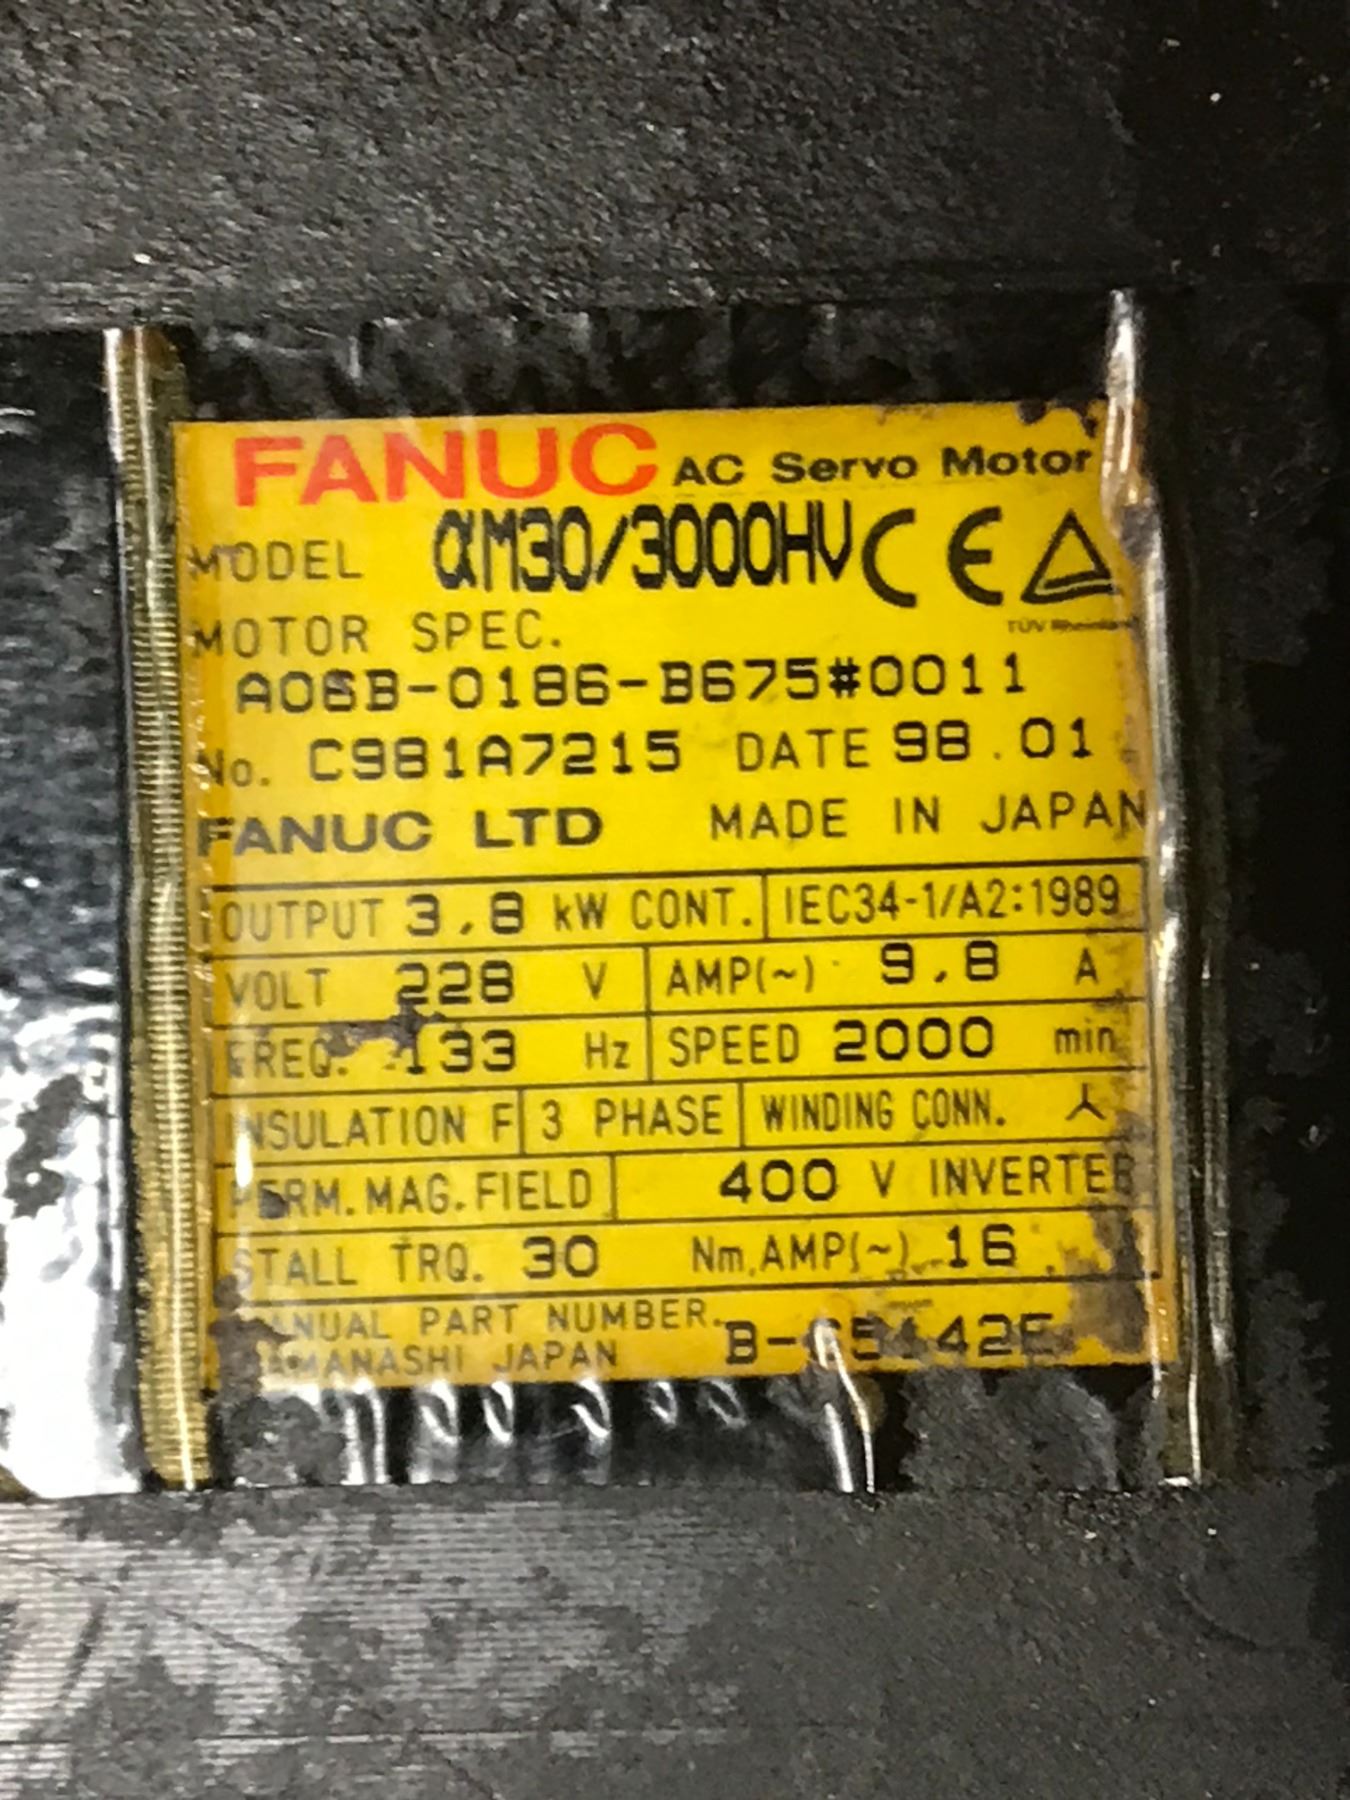 FANUC AC Servo Motor
MODEL αM30/3000HV CE
TÜV Rheinland
MOTOR SPEC.
A06B-0186-B675#0011
No. C981A7215 DATE 98.01
FANUC LTD MADE IN JAPAN
OUTPUT 3.8 kW CONT. IEC34-1/A2:1989
VOLT 228 V AMP(~) 9.8 A
FREQ. 133 Hz SPEED 2000 min
INSULATION F 3 PHASE WINDING CONN.
PERM.MAG.FIELD 400 V INVERTER
STALL TRQ. 30 Nm.AMP(~) 16
MANUAL PART NUMBER.
YAMANASHI JAPAN